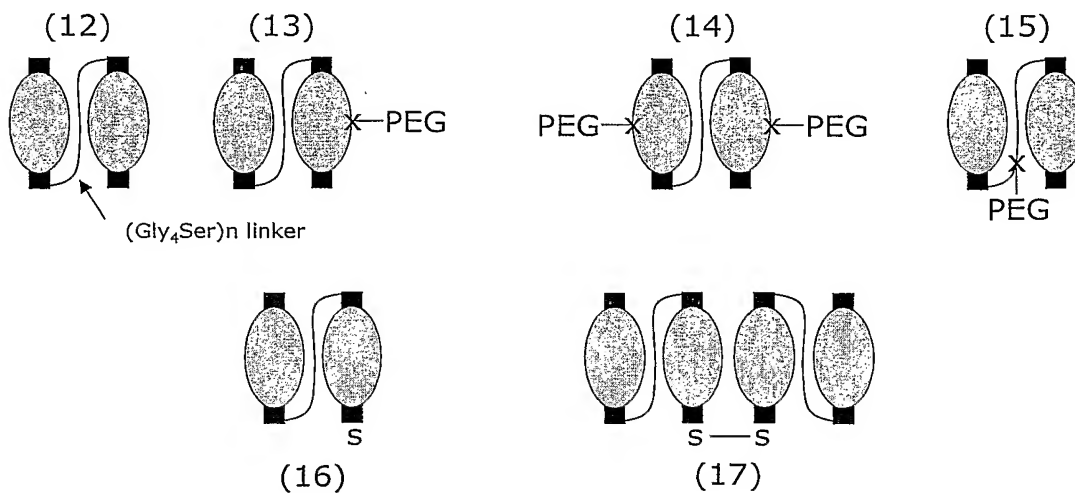 (12) (13) (14) (15)
X—PEG
PEG—X X—PEG
X
PEG
(Gly₄Ser)n linker
S
S — S
(16) (17)